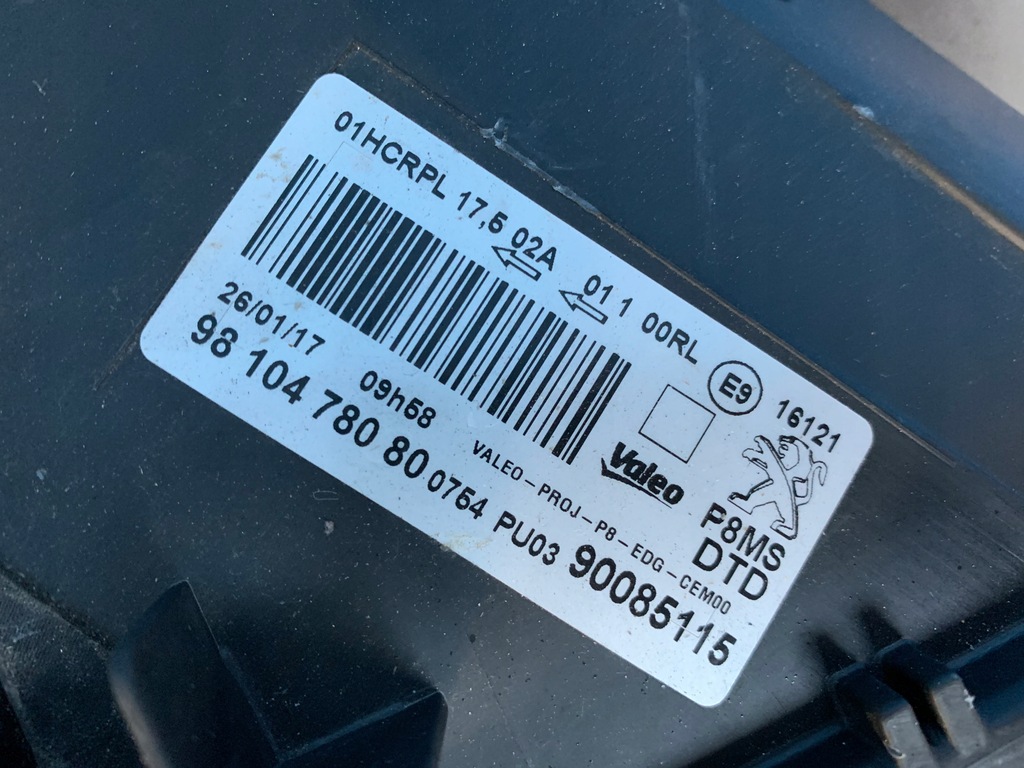 01HCRPL 17,5 02A 01 1 00RL E9 16121
26/01/17 09h58
Valeo
VALEO-PROJ-P8-EDG-CEM00
P8MS
DTD
98 104 780 80 0754 PU03 90085115